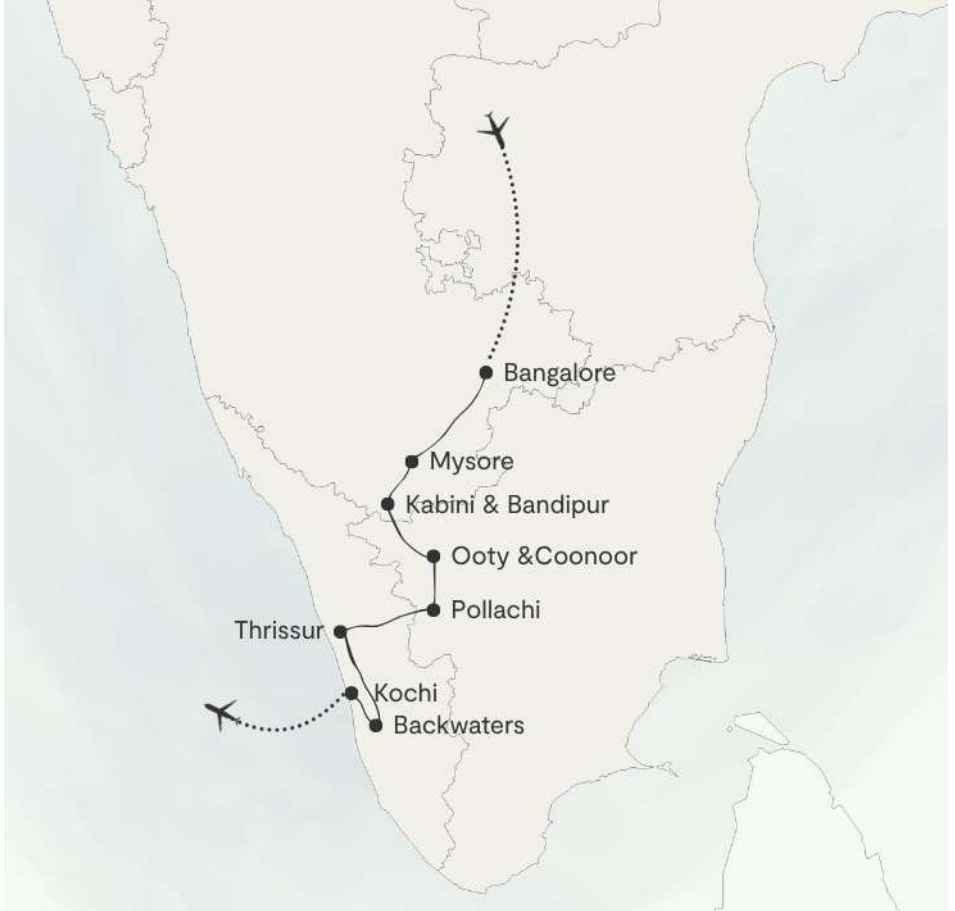 Bangalore
Mysore
Kabini & Bandipur
Ooty &Coonoor
Pollachi
Thrissur
Kochi
Backwaters